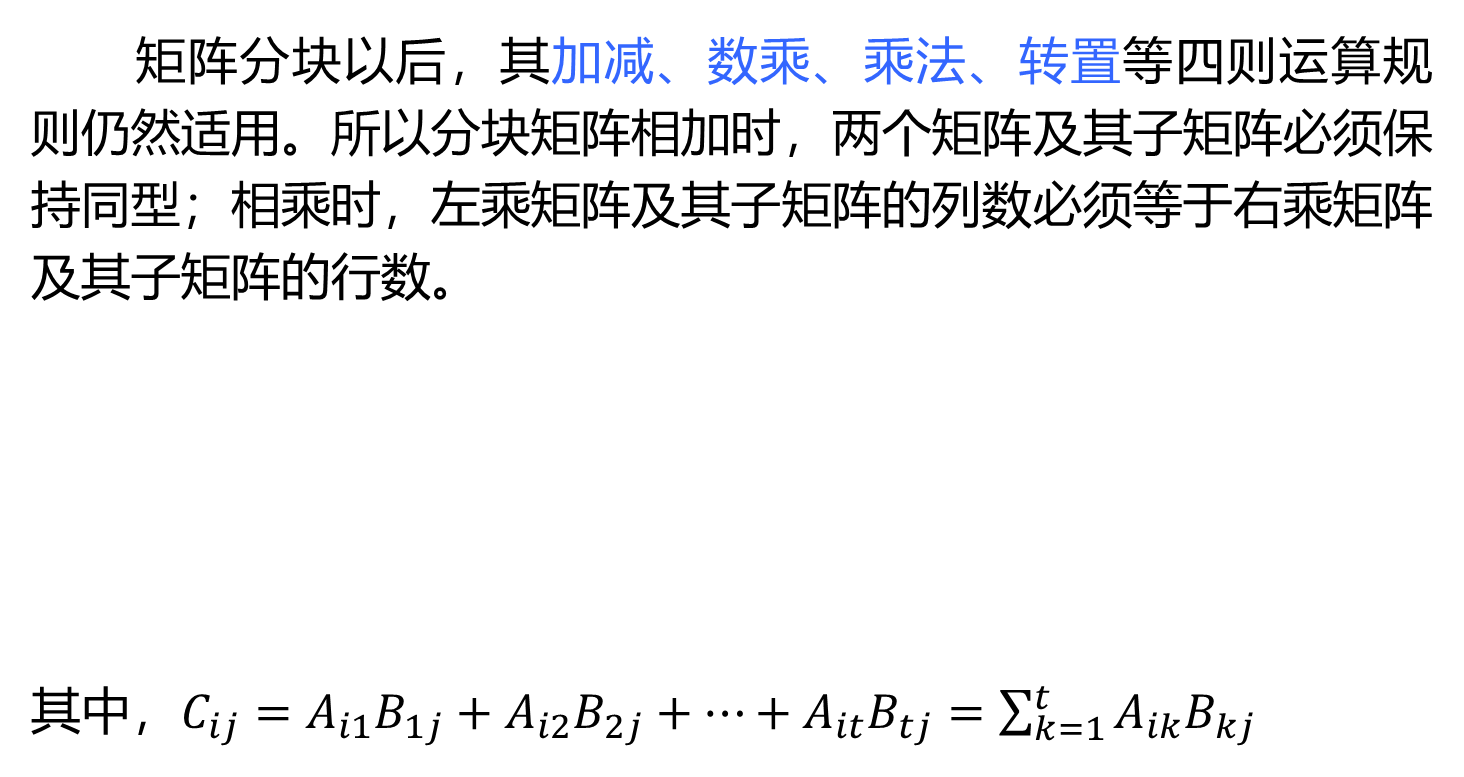 矩阵分块以后，其加减、数乘、乘法、转置等四则运算规
则仍然适用。所以分块矩阵相加时，两个矩阵及其子矩阵必须保
持同型；相乘时，左乘矩阵及其子矩阵的列数必须等于右乘矩阵
及其子矩阵的行数。
其中，$C_{ij} = A_{i1}B_{1j} + A_{i2}B_{2j} + \cdots + A_{it}B_{tj} = \sum_{k=1}^{t} A_{ik}B_{kj}$